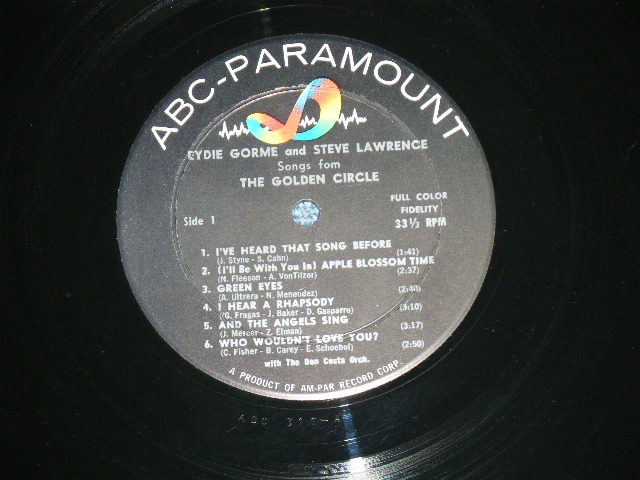 ABC-PARAMOUNT
EYDIE GORME and STEVE LAWRENCE
Songs fom
THE GOLDEN CIRCLE
Side 1
FULL COLOR
FIDELITY
33⅓ RPM
1. I'VE HEARD THAT SONG BEFORE
(J. Styne - S. Cahn) (1:41)
2. (I'll Be With You In) APPLE BLOSSOM TIME
(N. Fleeson - A. VonTilzer) (2:37)
3. GREEN EYES
(A. Ultrera - N. Menendez) (2:40)
4. I HEAR A RHAPSODY
(G. Fragas - J. Baker - D. Gasparre) (3:10)
5. AND THE ANGELS SING
(J. Mercer - Z. Elman) (3:17)
6. WHO WOULDN'T LOVE YOU?
(C. Fisher - B. Carey - E. Schoebel) (2:50)
with The Don Costa Orch.
A PRODUCT OF AM-PAR RECORD CORP.
ABC